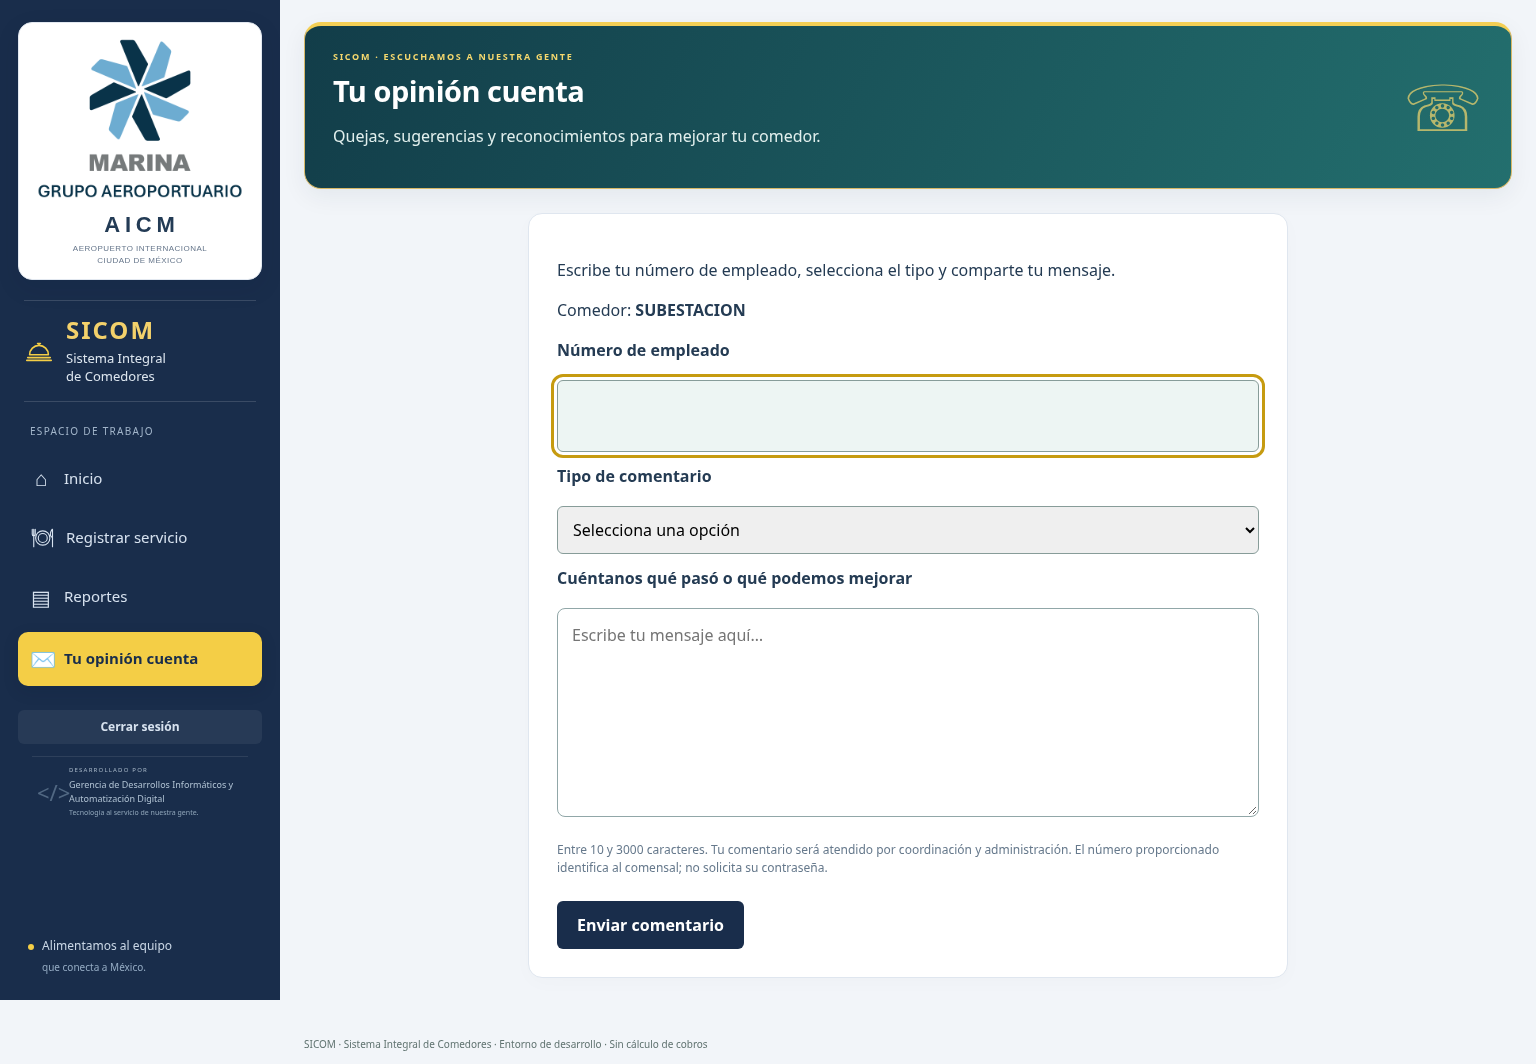 MARINA
GRUPO AEROPORTUARIO
AICM
AEROPUERTO INTERNACIONAL
CIUDAD DE MÉXICO
SICOM
Sistema Integral
de Comedores
ESPACIO DE TRABAJO
Inicio
Registrar servicio
Reportes
Tu opinión cuenta
Cerrar sesión
DESARROLLADO POR
</>
Gerencia de Desarrollos Informáticos y
Automatización Digital
Tecnología al servicio de nuestra gente.
Alimentamos al equipo
que conecta a México.
SICOM · ESCUCHAMOS A NUESTRA GENTE
Tu opinión cuenta
Quejas, sugerencias y reconocimientos para mejorar tu comedor.
Escribe tu número de empleado, selecciona el tipo y comparte tu mensaje.
Comedor: SUBESTACION
Número de empleado
Tipo de comentario
Selecciona una opción
Cuéntanos qué pasó o qué podemos mejorar
Escribe tu mensaje aquí...
Entre 10 y 3000 caracteres. Tu comentario será atendido por coordinación y administración. El número proporcionado
identifica al comensal; no solicita su contraseña.
Enviar comentario
SICOM · Sistema Integral de Comedores · Entorno de desarrollo · Sin cálculo de cobros